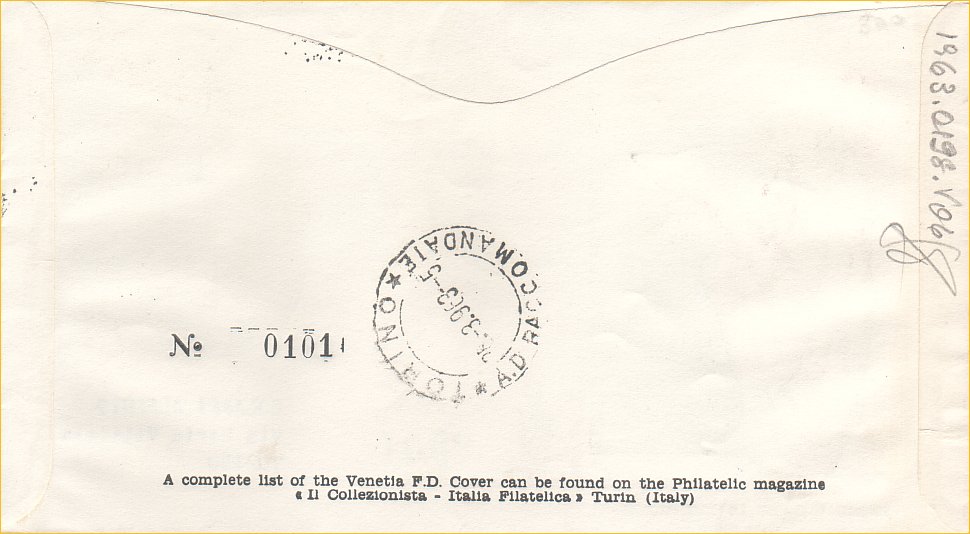 1963.0198.V06
TORINO * A.D RACCOMANDATE *
26.3.963-5
№ 0101
A complete list of the Venetia F.D. Cover can be found on the Philatelic magazine
« Il Collezionista - Italia Filatelica » Turin (Italy)